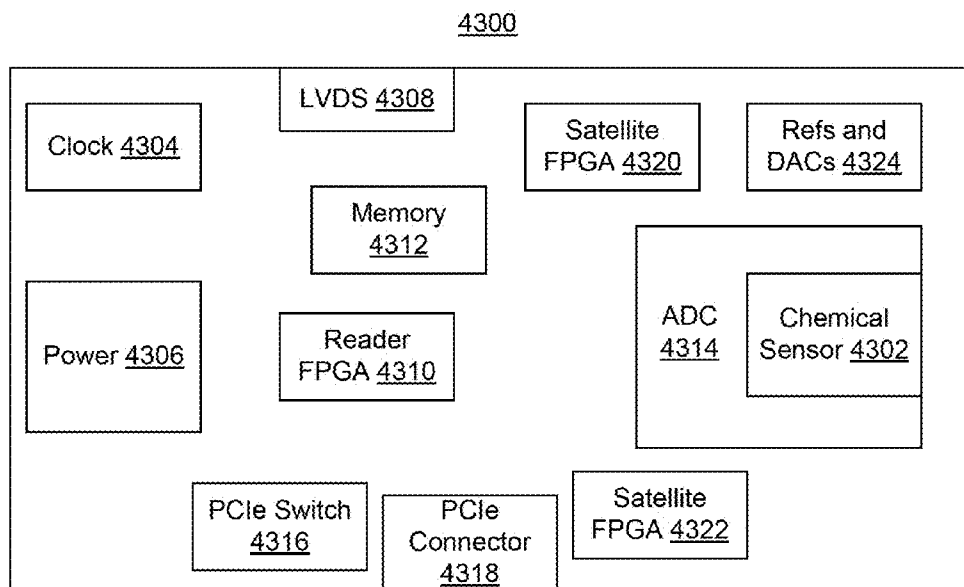 4300
LVDS 4308
Clock 4304
Satellite
FPGA 4320
Refs and
DACs 4324
Memory
4312
Power 4306
Reader
FPGA 4310
ADC
4314
Chemical
Sensor 4302
PCIe Switch
4316
PCIe
Connector
4318
Satellite
FPGA 4322